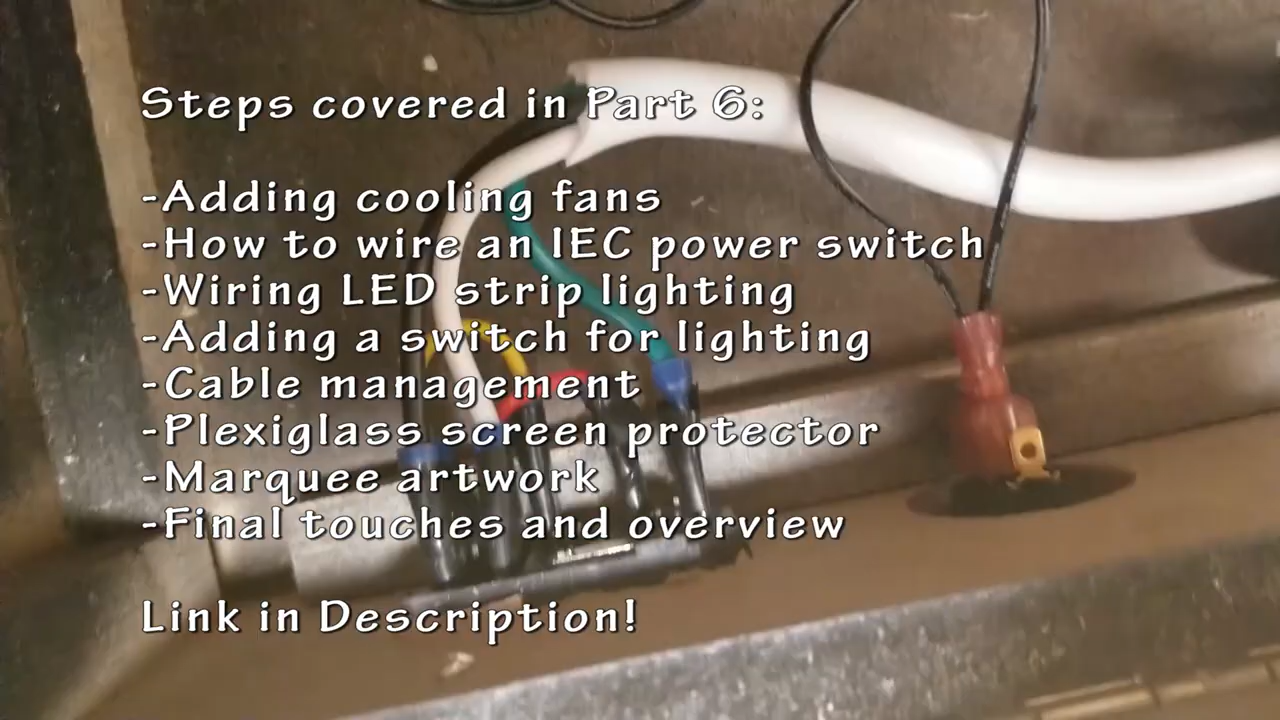 Steps covered in Part 6:
-Adding cooling fans
-How to wire an IEC power switch
-Wiring LED strip lighting
-Adding a switch for lighting
-Cable management
-Plexiglass screen protector
-Marquee artwork
-Final touches and overview
Link in Description!